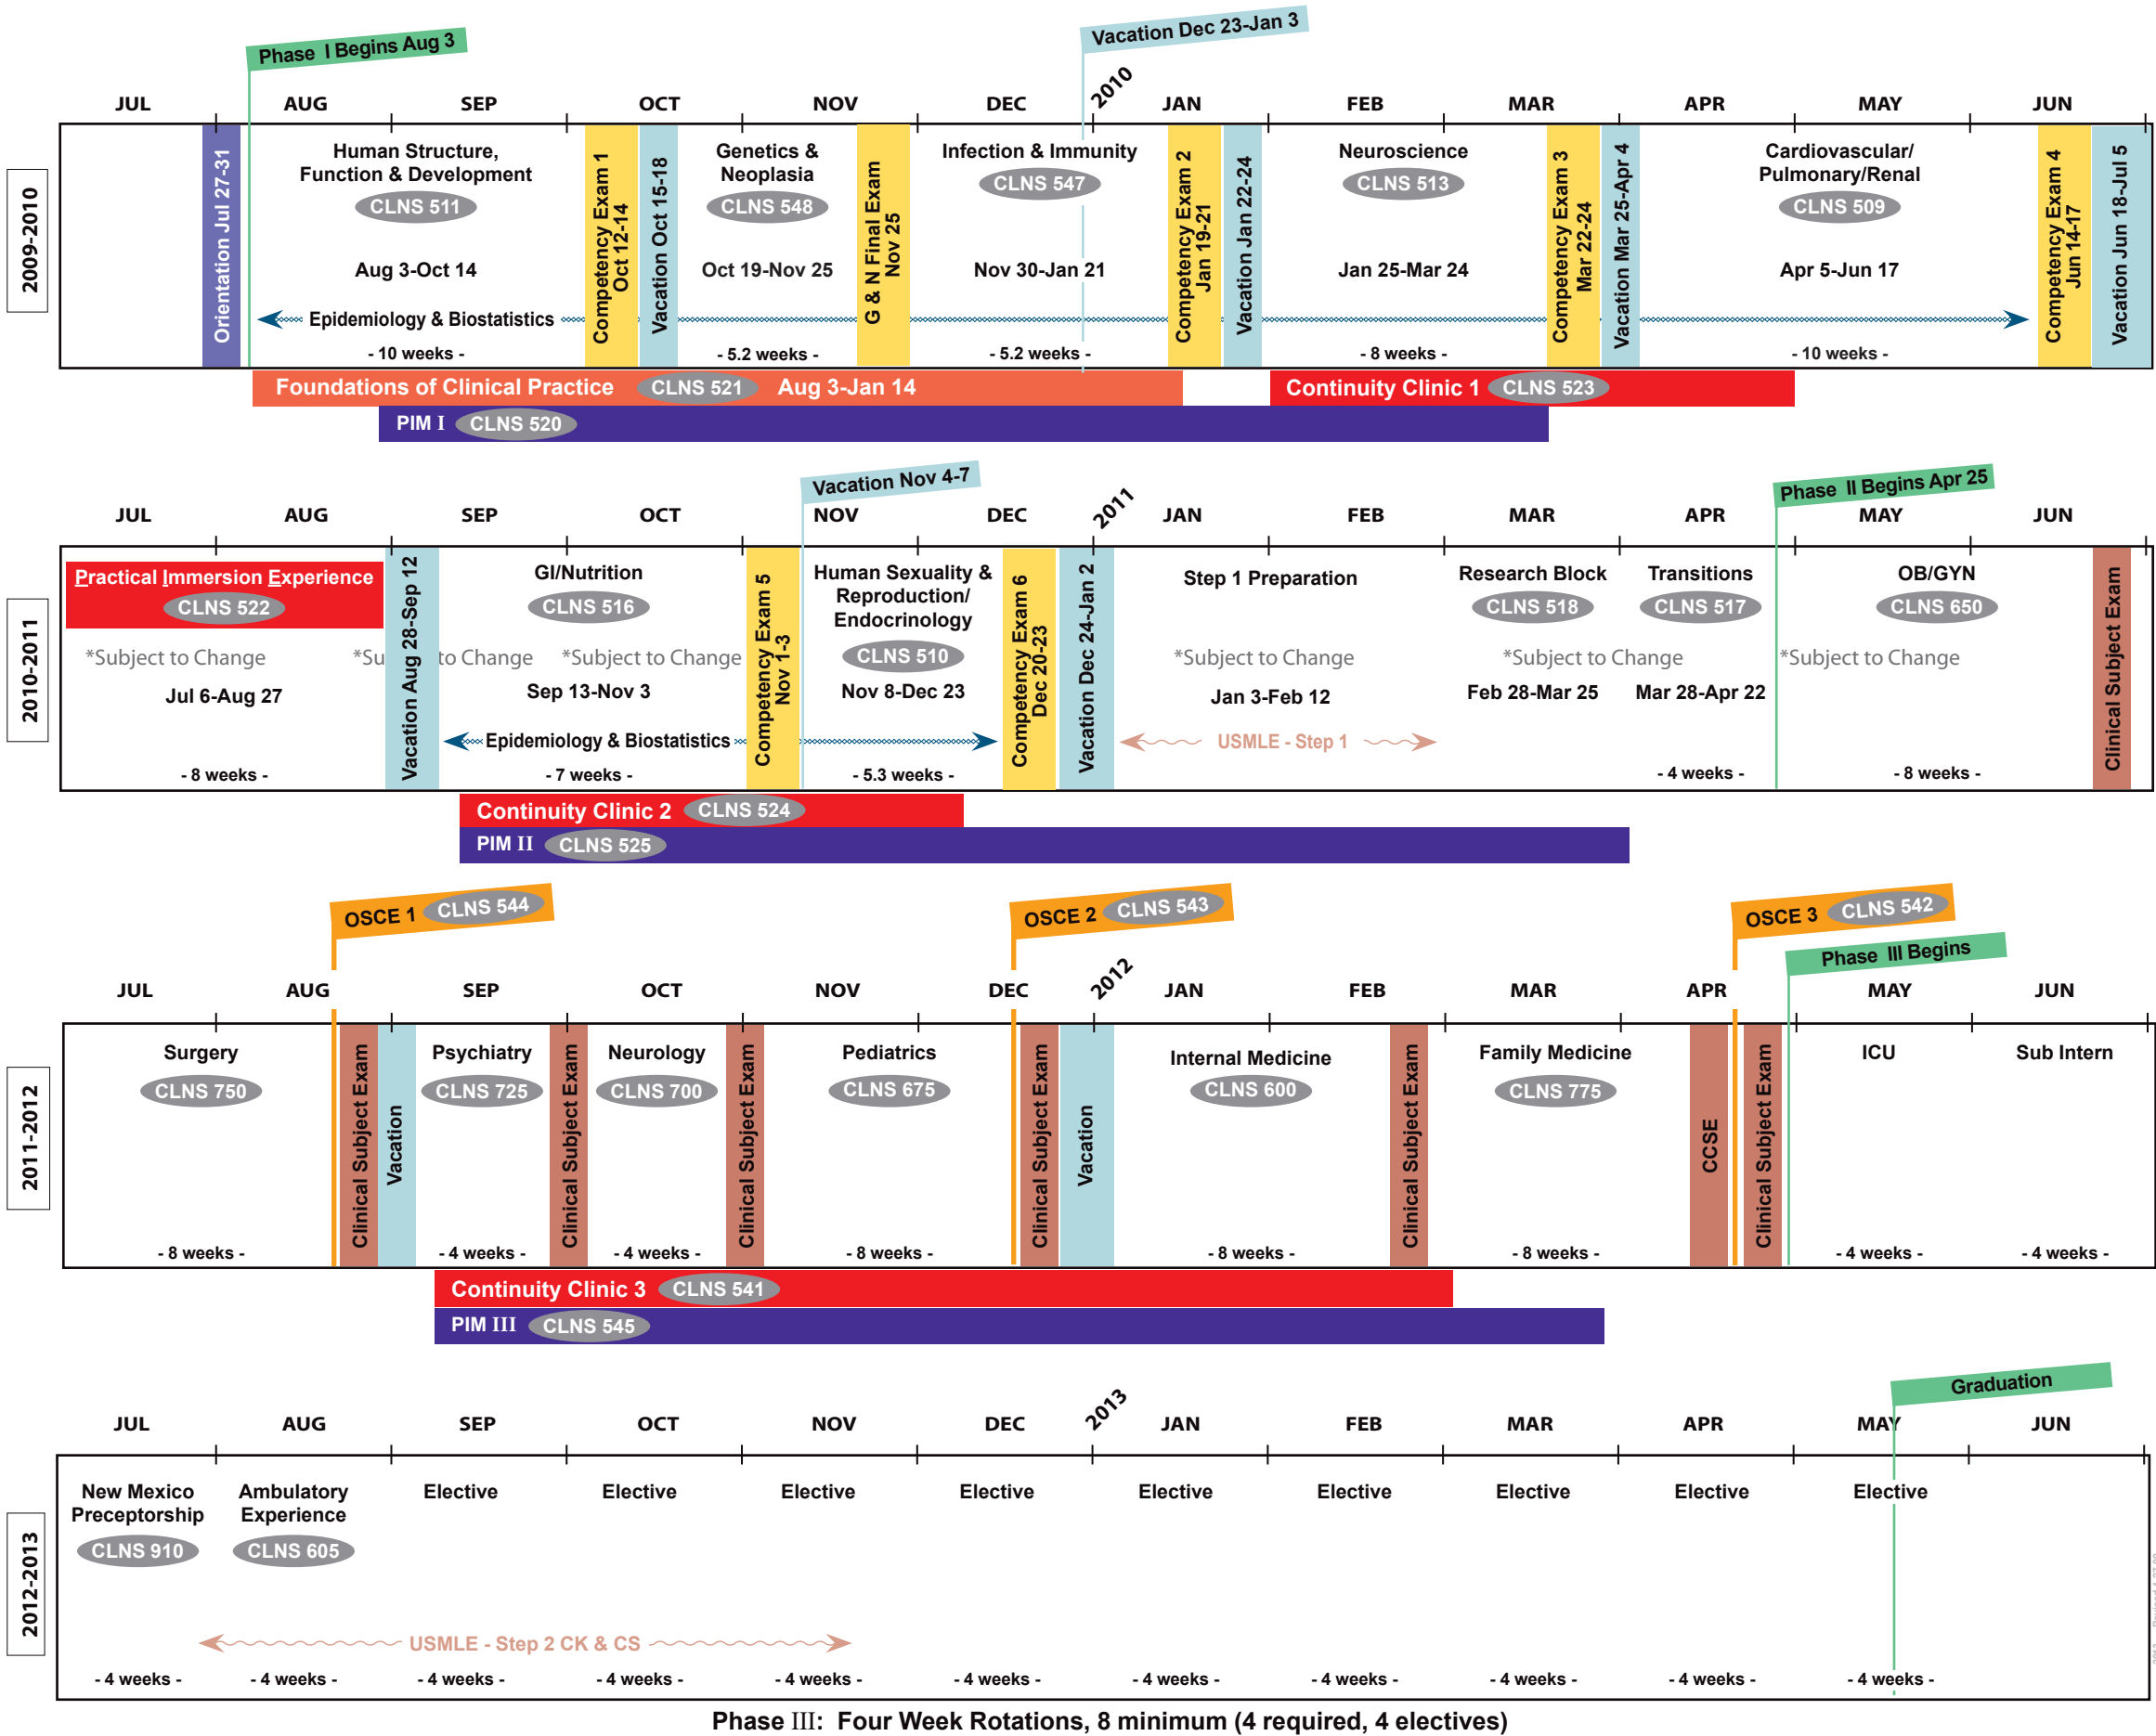 Phase I Begins Aug 3
Vacation Dec 23-Jan 3
2010
JUL AUG SEP OCT NOV DEC JAN FEB MAR APR MAY JUN
2009-2010
Orientation Jul 27-31
Human Structure,
Function & Development
CLNS 511
Aug 3-Oct 14
- 10 weeks -
Competency Exam 1
Oct 12-14
Vacation Oct 15-18
Genetics &
Neoplasia
CLNS 548
Oct 19-Nov 25
- 5.2 weeks -
G & N Final Exam
Nov 25
Infection & Immunity
CLNS 547
Nov 30-Jan 21
- 5.2 weeks -
Competency Exam 2
Jan 19-21
Vacation Jan 22-24
Neuroscience
CLNS 513
Jan 25-Mar 24
- 8 weeks -
Competency Exam 3
Mar 22-24
Vacation Mar 25-Apr 4
Cardiovascular/
Pulmonary/Renal
CLNS 509
Apr 5-Jun 17
- 10 weeks -
Competency Exam 4
Jun 14-17
Vacation Jun 18-Jul 5
Epidemiology & Biostatistics
Foundations of Clinical Practice CLNS 521 Aug 3-Jan 14
Continuity Clinic 1 CLNS 523
PIM I CLNS 520
Vacation Nov 4-7
Phase II Begins Apr 25
2011
JUL AUG SEP OCT NOV DEC JAN FEB MAR APR MAY JUN
2010-2011
Practical Immersion Experience
CLNS 522
*Subject to Change
Jul 6-Aug 27
- 8 weeks -
*Su to Change
Vacation Aug 28-Sep 12
GI/Nutrition
CLNS 516
*Subject to Change
Sep 13-Nov 3
Epidemiology & Biostatistics
- 7 weeks -
Competency Exam 5
Nov 1-3
Human Sexuality &
Reproduction/
Endocrinology
CLNS 510
Nov 8-Dec 23
- 5.3 weeks -
Competency Exam 6
Dec 20-23
Vacation Dec 24-Jan 2
Step 1 Preparation
*Subject to Change
Jan 3-Feb 12
USMLE - Step 1
Research Block
CLNS 518
*Subject to Change
Feb 28-Mar 25
Transitions
CLNS 517
Mar 28-Apr 22
- 4 weeks -
OB/GYN
CLNS 650
*Subject to Change
- 8 weeks -
Clinical Subject Exam
Continuity Clinic 2 CLNS 524
PIM II CLNS 525
OSCE 1 CLNS 544
OSCE 2 CLNS 543
OSCE 3 CLNS 542
Phase III Begins
2012
JUL AUG SEP OCT NOV DEC JAN FEB MAR APR MAY JUN
2011-2012
Surgery
CLNS 750
- 8 weeks -
Clinical Subject Exam
Vacation
Psychiatry
CLNS 725
- 4 weeks -
Clinical Subject Exam
Neurology
CLNS 700
- 4 weeks -
Clinical Subject Exam
Pediatrics
CLNS 675
- 8 weeks -
Clinical Subject Exam
Vacation
Internal Medicine
CLNS 600
- 8 weeks -
Clinical Subject Exam
Family Medicine
CLNS 775
- 8 weeks -
CCSE
Clinical Subject Exam
ICU
- 4 weeks -
Sub Intern
- 4 weeks -
Continuity Clinic 3 CLNS 541
PIM III CLNS 545
Graduation
2013
JUL AUG SEP OCT NOV DEC JAN FEB MAR APR MAY JUN
2012-2013
New Mexico
Preceptorship
CLNS 910
Ambulatory
Experience
CLNS 605
Elective Elective Elective Elective Elective Elective Elective Elective Elective
USMLE - Step 2 CK & CS
- 4 weeks - - 4 weeks - - 4 weeks - - 4 weeks - - 4 weeks - - 4 weeks - - 4 weeks - - 4 weeks - - 4 weeks - - 4 weeks - - 4 weeks -
Phase III: Four Week Rotations, 8 minimum (4 required, 4 electives)